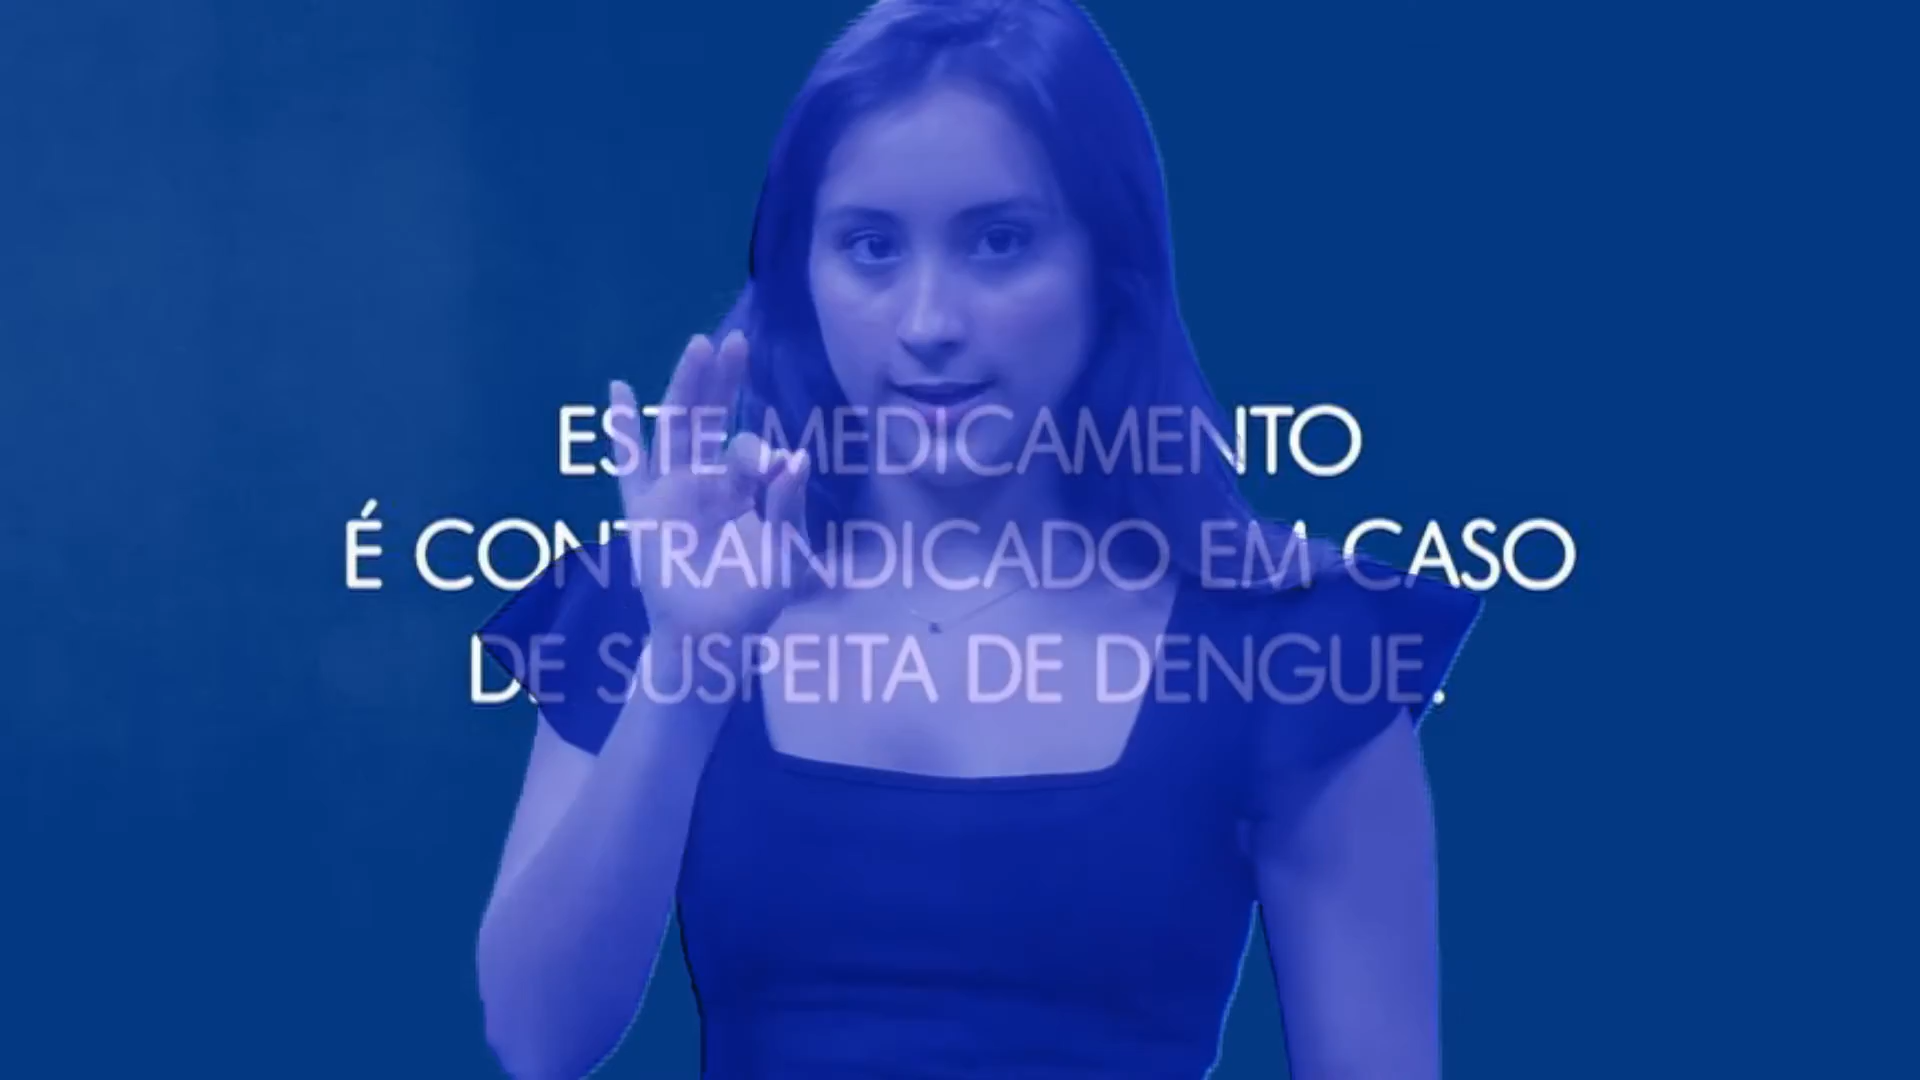 ESTE MEDICAMENTO
É CONTRAINDICADO EM CASO
DE SUSPEITA DE DENGUE.